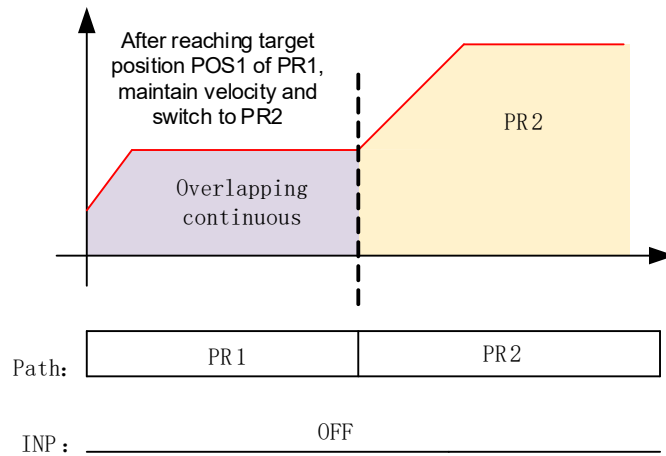 After reaching target
position POS1 of PR1,
maintain velocity and
switch to PR2
PR2
Overlapping
continuous
Path: PR1 PR2
INP: OFF